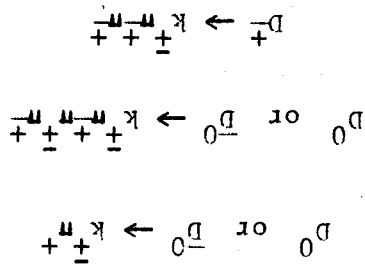 D⁰ or D̄⁰ → k∓π+
D⁰ or D̄⁰ → k∓π±π∓π±
D± → k∓π±π±